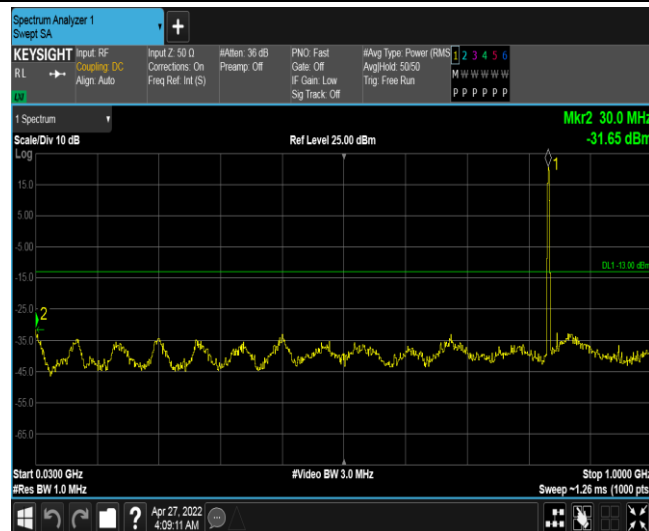 Spectrum Analyzer 1
Swept SA
+
KEYSIGHT
Input: RF
Input Z: 50 Ω
#Atten: 36 dB
PNO: Fast
#Avg Type: Power (RMS
1 2 3 4 5 6
RL
Coupling: DC
Corrections: On
Preamp: Off
Gate: Off
Avg|Hold: 50/50
M W W W W W
Align: Auto
Freq Ref: Int (S)
IF Gain: Low
Trig: Free Run
Sig Track: Off
P P P P P P
1 Spectrum
Mkr2 30.0 MHz
Scale/Div 10 dB
Ref Level 25.00 dBm
-31.65 dBm
Log
1
15.0
5.00
-5.00
DL1 -13.00 dBm
-15.0
-25.0
2
-35.0
-45.0
-55.0
-65.0
Start 0.0300 GHz
#Video BW 3.0 MHz
Stop 1.0000 GHz
#Res BW 1.0 MHz
Sweep ~1.26 ms (1000 pts)
?
Apr 27, 2022
4:09:11 AM